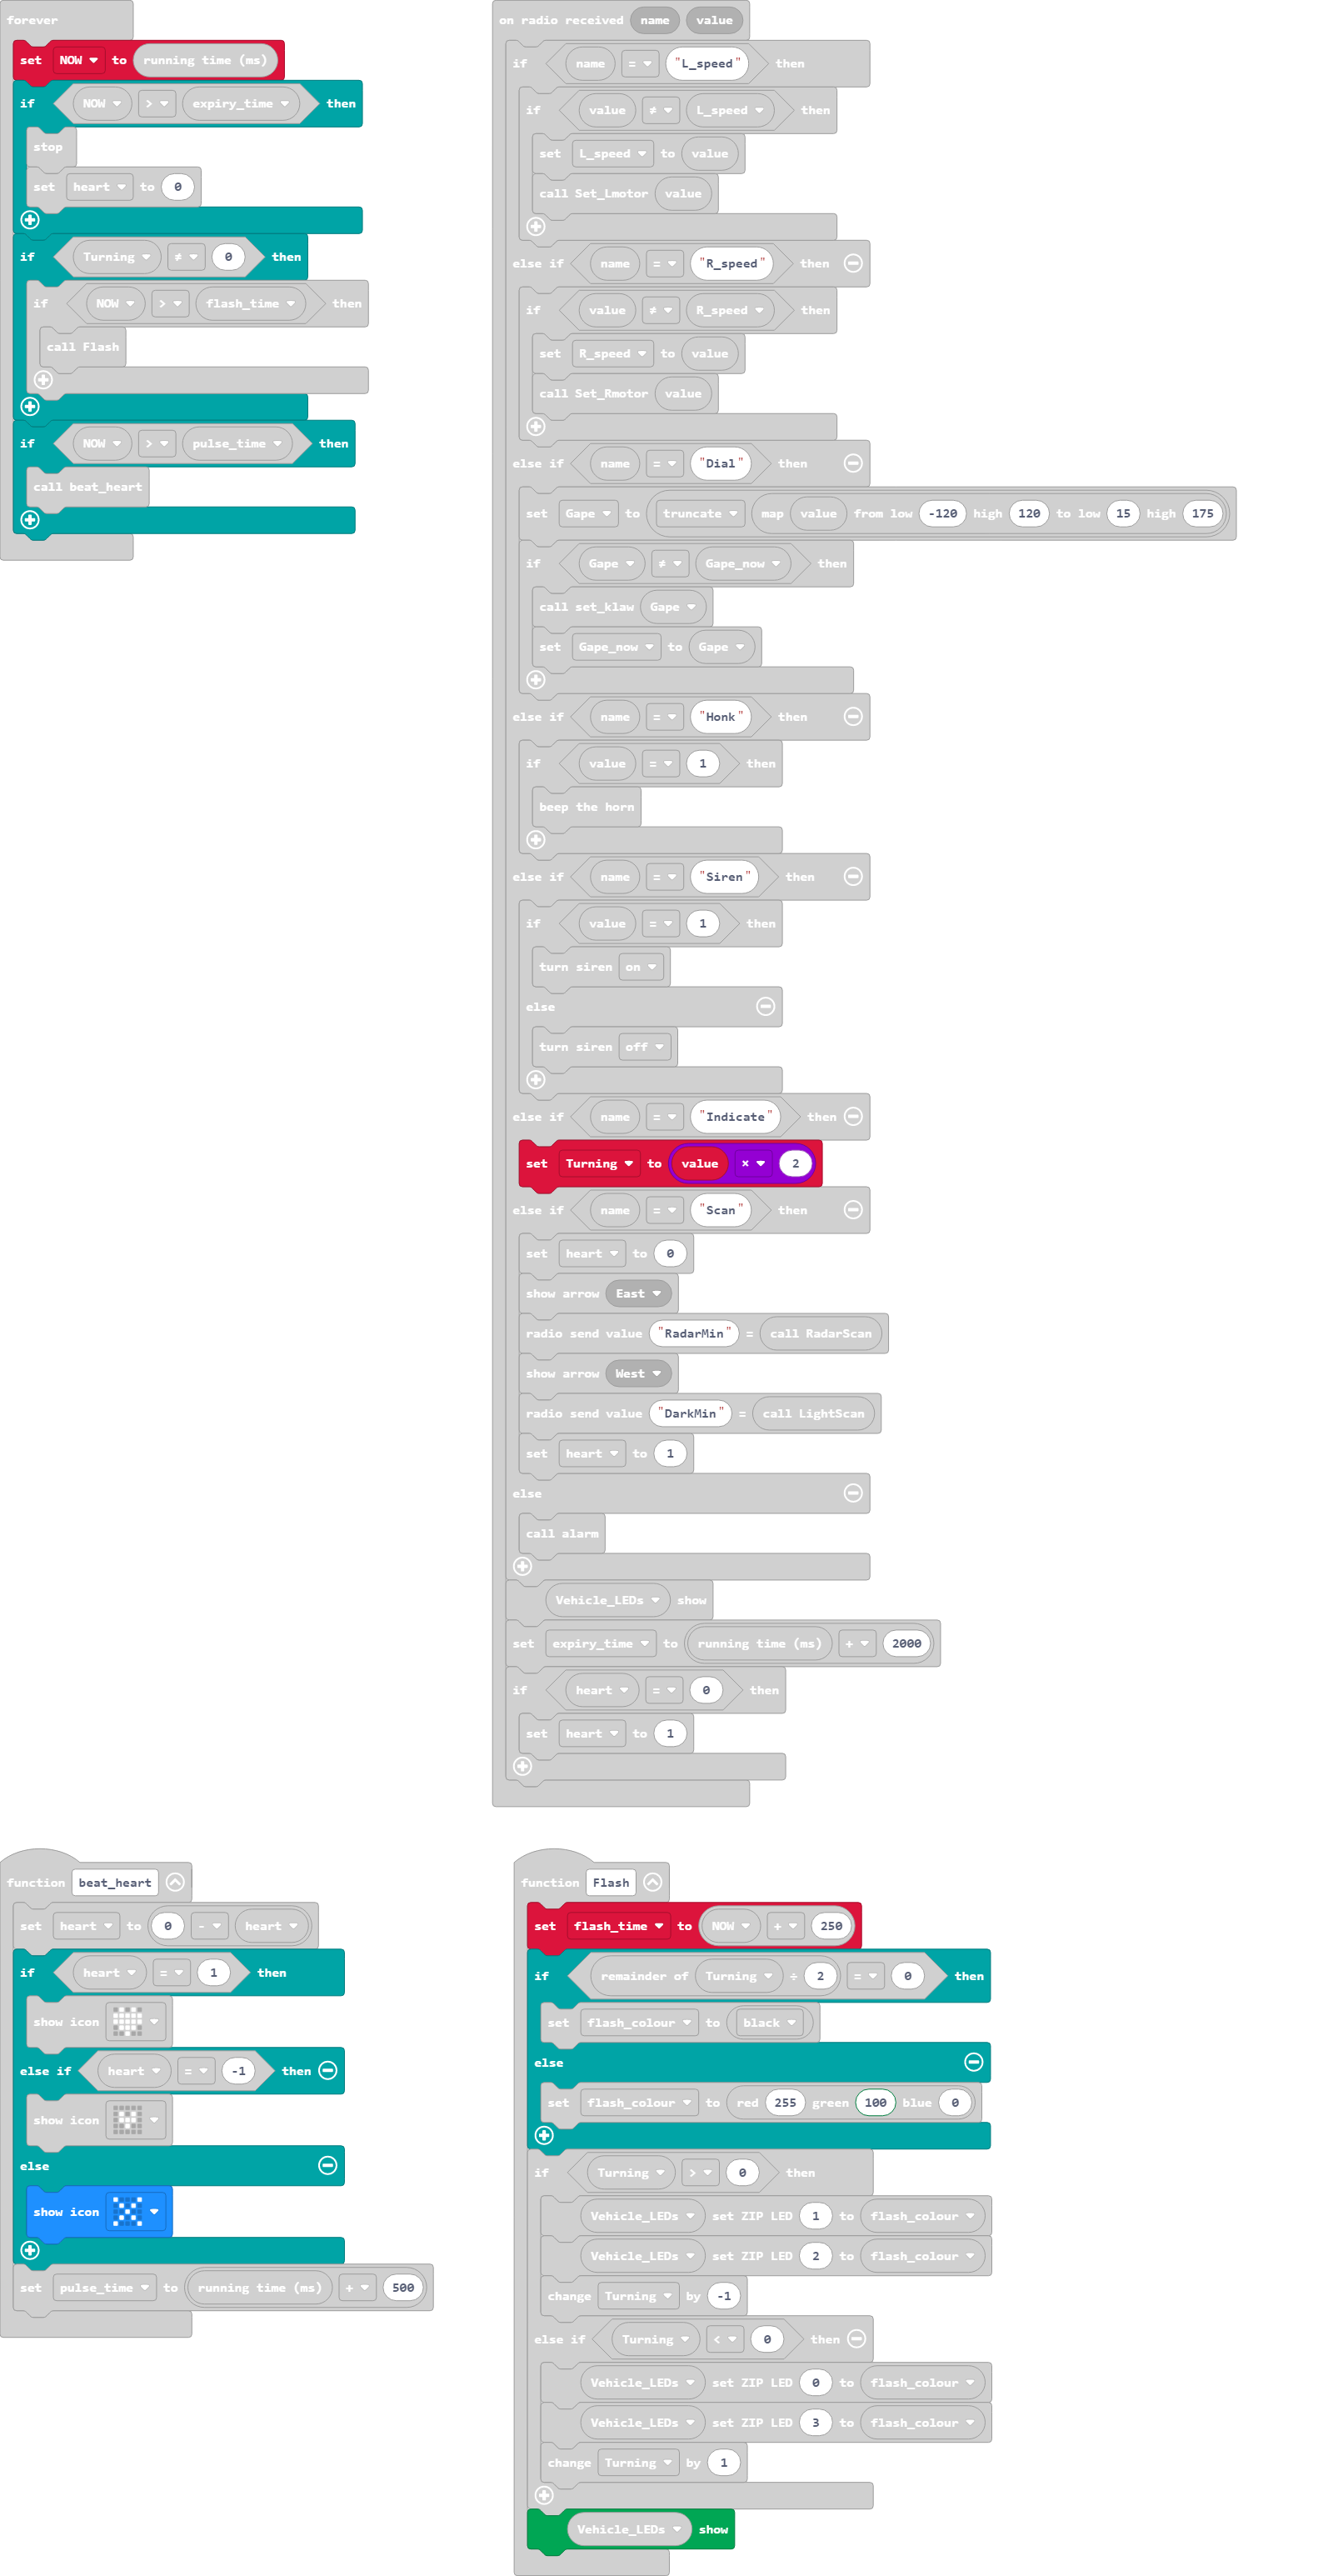 forever
set NOW to running time (ms)
if NOW > expiry_time then
stop
set heart to 0
if Turning ≠ 0 then
if NOW > flash_time then
call Flash
if NOW > pulse_time then
call beat_heart
on radio received name value
if name = "L_speed" then
if value ≠ L_speed then
set L_speed to value
call Set_Lmotor value
else if name = "R_speed" then
if value ≠ R_speed then
set R_speed to value
call Set_Rmotor value
else if name = "Dial" then
set Gape to truncate map value from low -120 high 120 to low 15 high 175
if Gape ≠ Gape_now then
call set_klaw Gape
set Gape_now to Gape
else if name = "Honk" then
if value = 1 then
beep the horn
else if name = "Siren" then
if value = 1 then
turn siren on
else
turn siren off
else if name = "Indicate" then
set Turning to value × 2
else if name = "Scan" then
set heart to 0
show arrow East
radio send value "RadarMin" = call RadarScan
show arrow West
radio send value "DarkMin" = call LightScan
set heart to 1
else
call alarm
Vehicle_LEDs show
set expiry_time to running time (ms) + 2000
if heart = 0 then
set heart to 1
function beat_heart
set heart to 0 - heart
if heart = 1 then
show icon
else if heart = -1 then
show icon
else
show icon
set pulse_time to running time (ms) + 500
function Flash
set flash_time to NOW + 250
if remainder of Turning ÷ 2 = 0 then
set flash_colour to black
else
set flash_colour to red 255 green 100 blue 0
if Turning > 0 then
Vehicle_LEDs set ZIP LED 1 to flash_colour
Vehicle_LEDs set ZIP LED 2 to flash_colour
change Turning by -1
else if Turning < 0 then
Vehicle_LEDs set ZIP LED 0 to flash_colour
Vehicle_LEDs set ZIP LED 3 to flash_colour
change Turning by 1
Vehicle_LEDs show